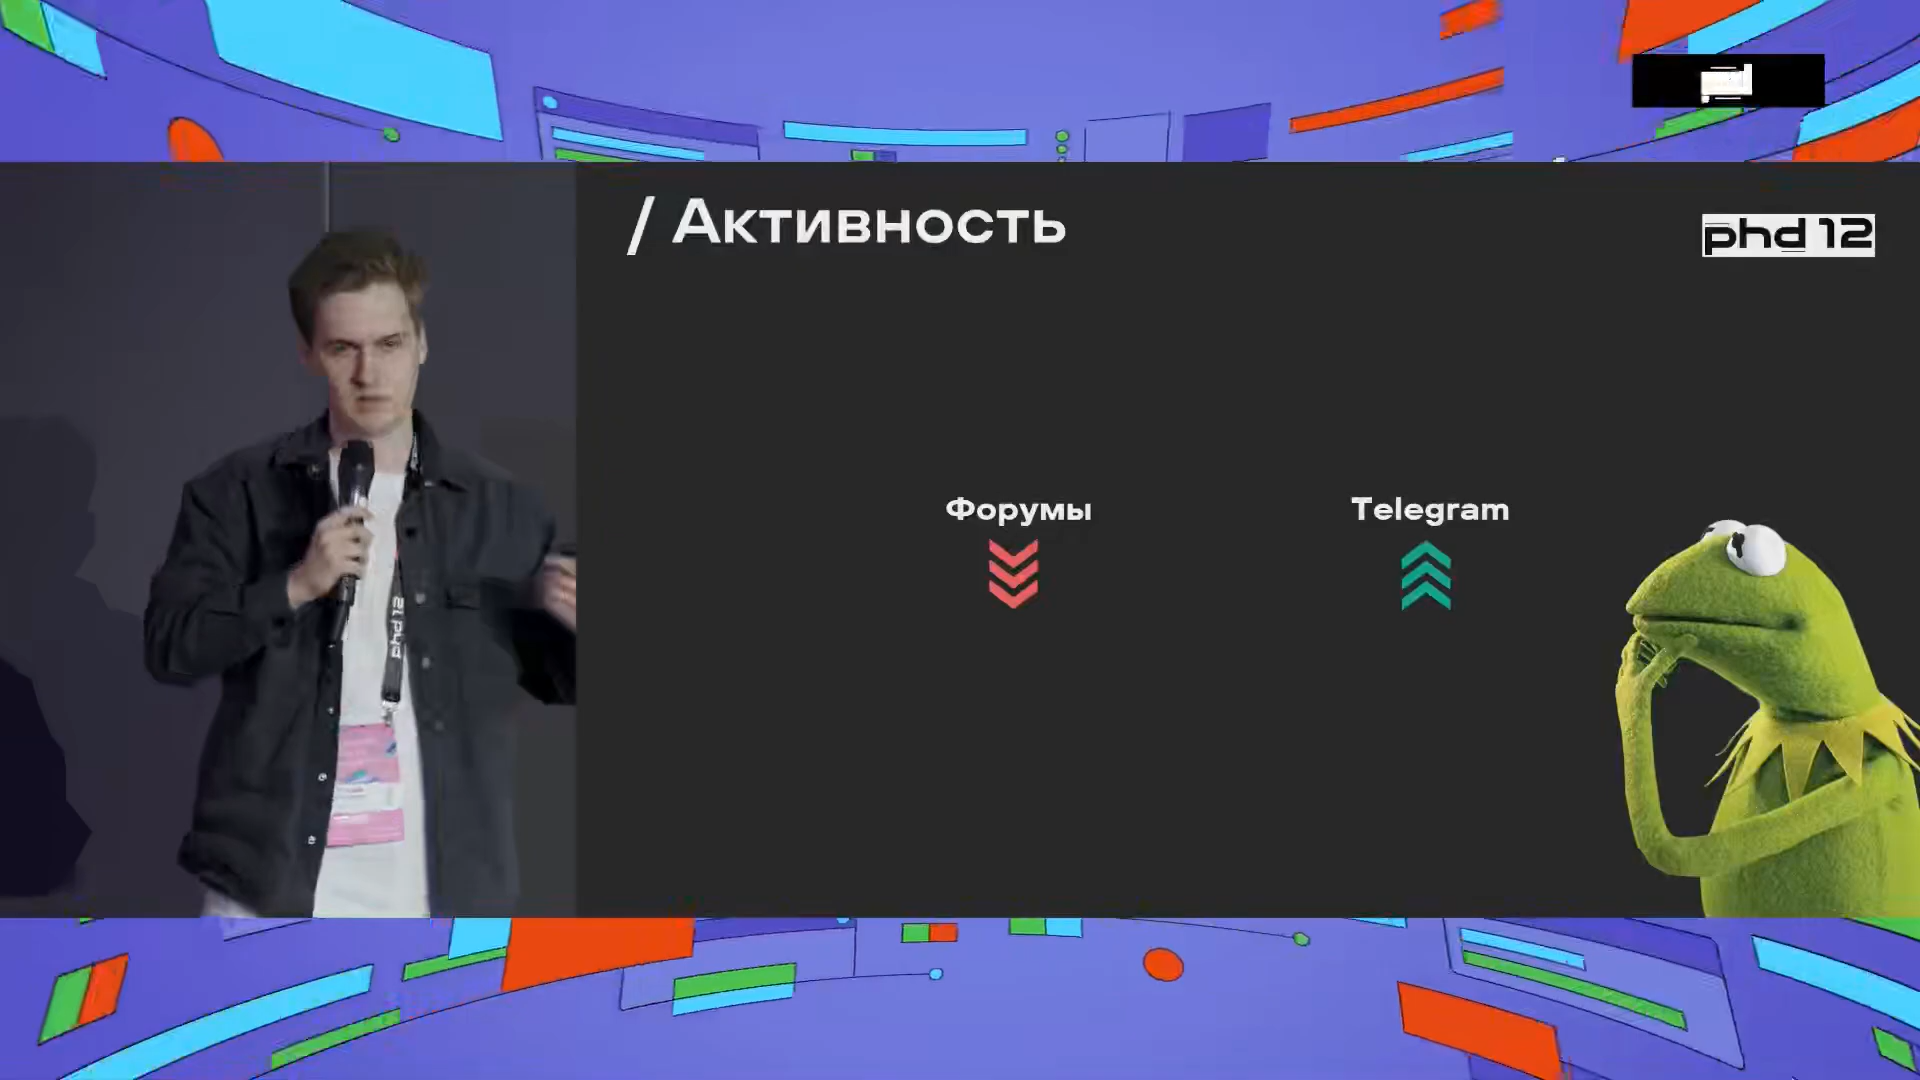 / Активность
phd 12
Форумы
Telegram
phd 12